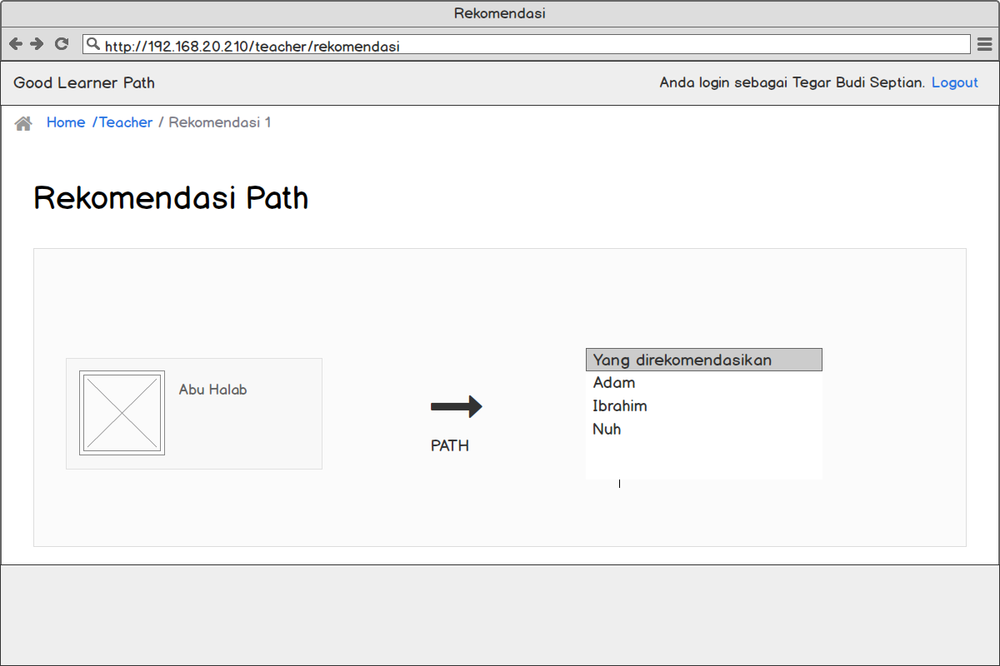 Rekomendasi
http://192.168.20.210/teacher/rekomendasi
Good Learner Path
Anda login sebagai Tegar Budi Septian. Logout
Home /Teacher / Rekomendasi 1
Rekomendasi Path
Abu Halab
PATH
Yang direkomendasikan
Adam
Ibrahim
Nuh